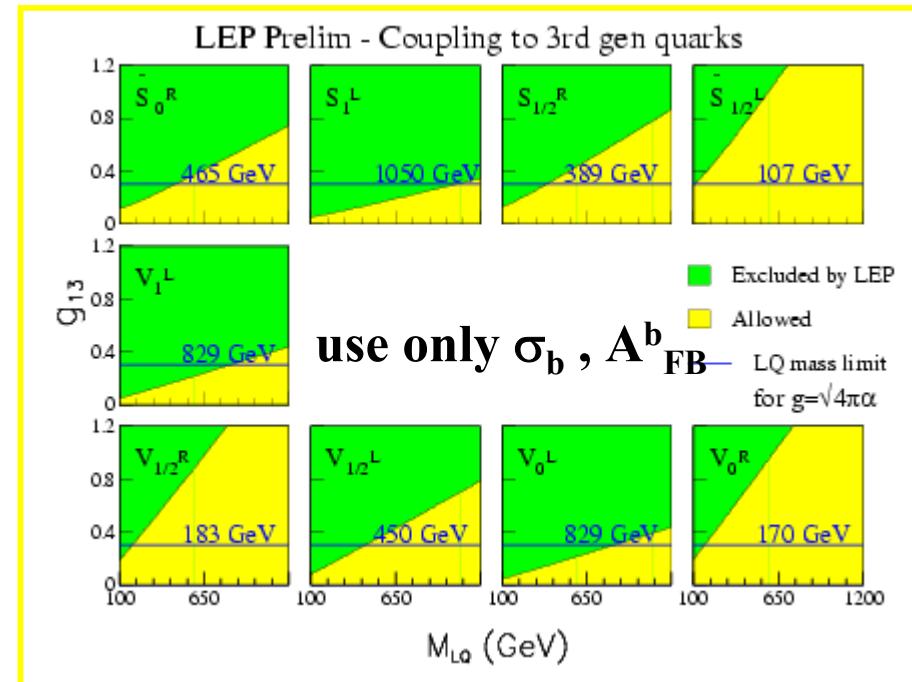 LEP Prelim - Coupling to 3rd gen quarks
1.2
0.8
0.4
0
S̃₀ᴿ
465 GeV
S₁ᴸ
1050 GeV
S₁/₂ᴿ
389 GeV
S̃₁/₂ᴸ
107 GeV
g₁₃
1.2
0.8
0.4
0
V₁ᴸ
829 GeV
use only σb , AᵇFB
Excluded by LEP
Allowed
LQ mass limit
for g=√4πα
1.2
0.8
0.4
0
V₁/₂ᴿ
183 GeV
V₁/₂ᴸ
450 GeV
V₀ᴸ
829 GeV
V₀ᴿ
170 GeV
100 650 100 650 100 650 100 650 1200
M_LQ (GeV)